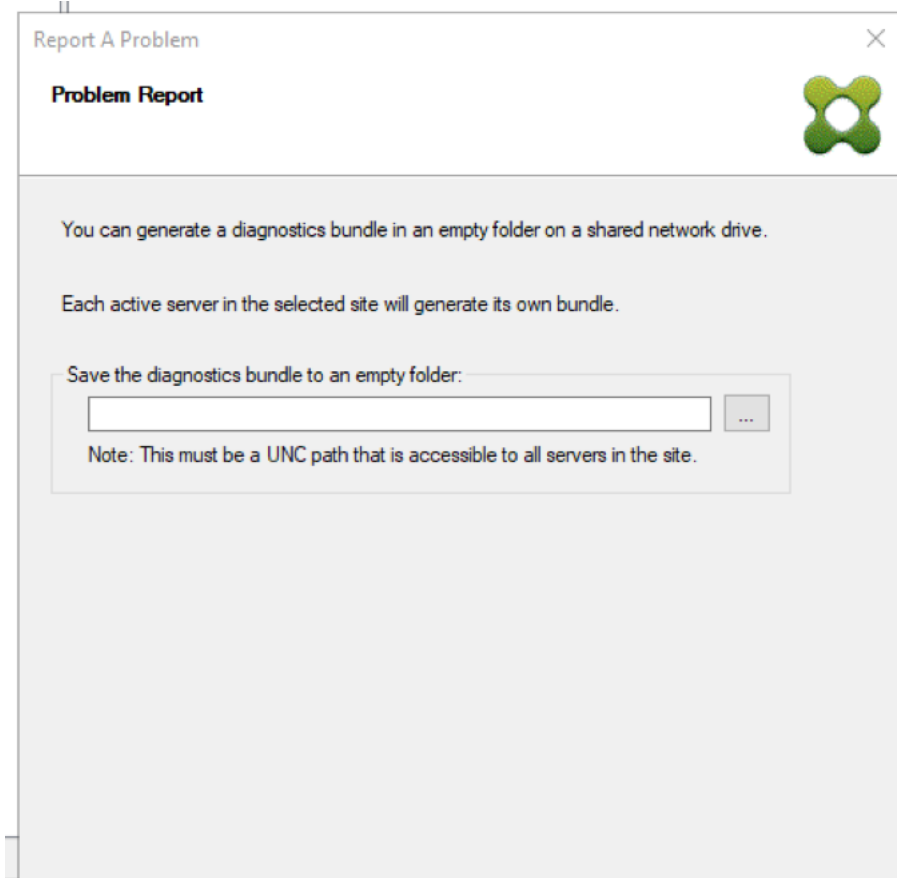 Report A Problem
Problem Report
You can generate a diagnostics bundle in an empty folder on a shared network drive.
Each active server in the selected site will generate its own bundle.
Save the diagnostics bundle to an empty folder:
...
Note: This must be a UNC path that is accessible to all servers in the site.